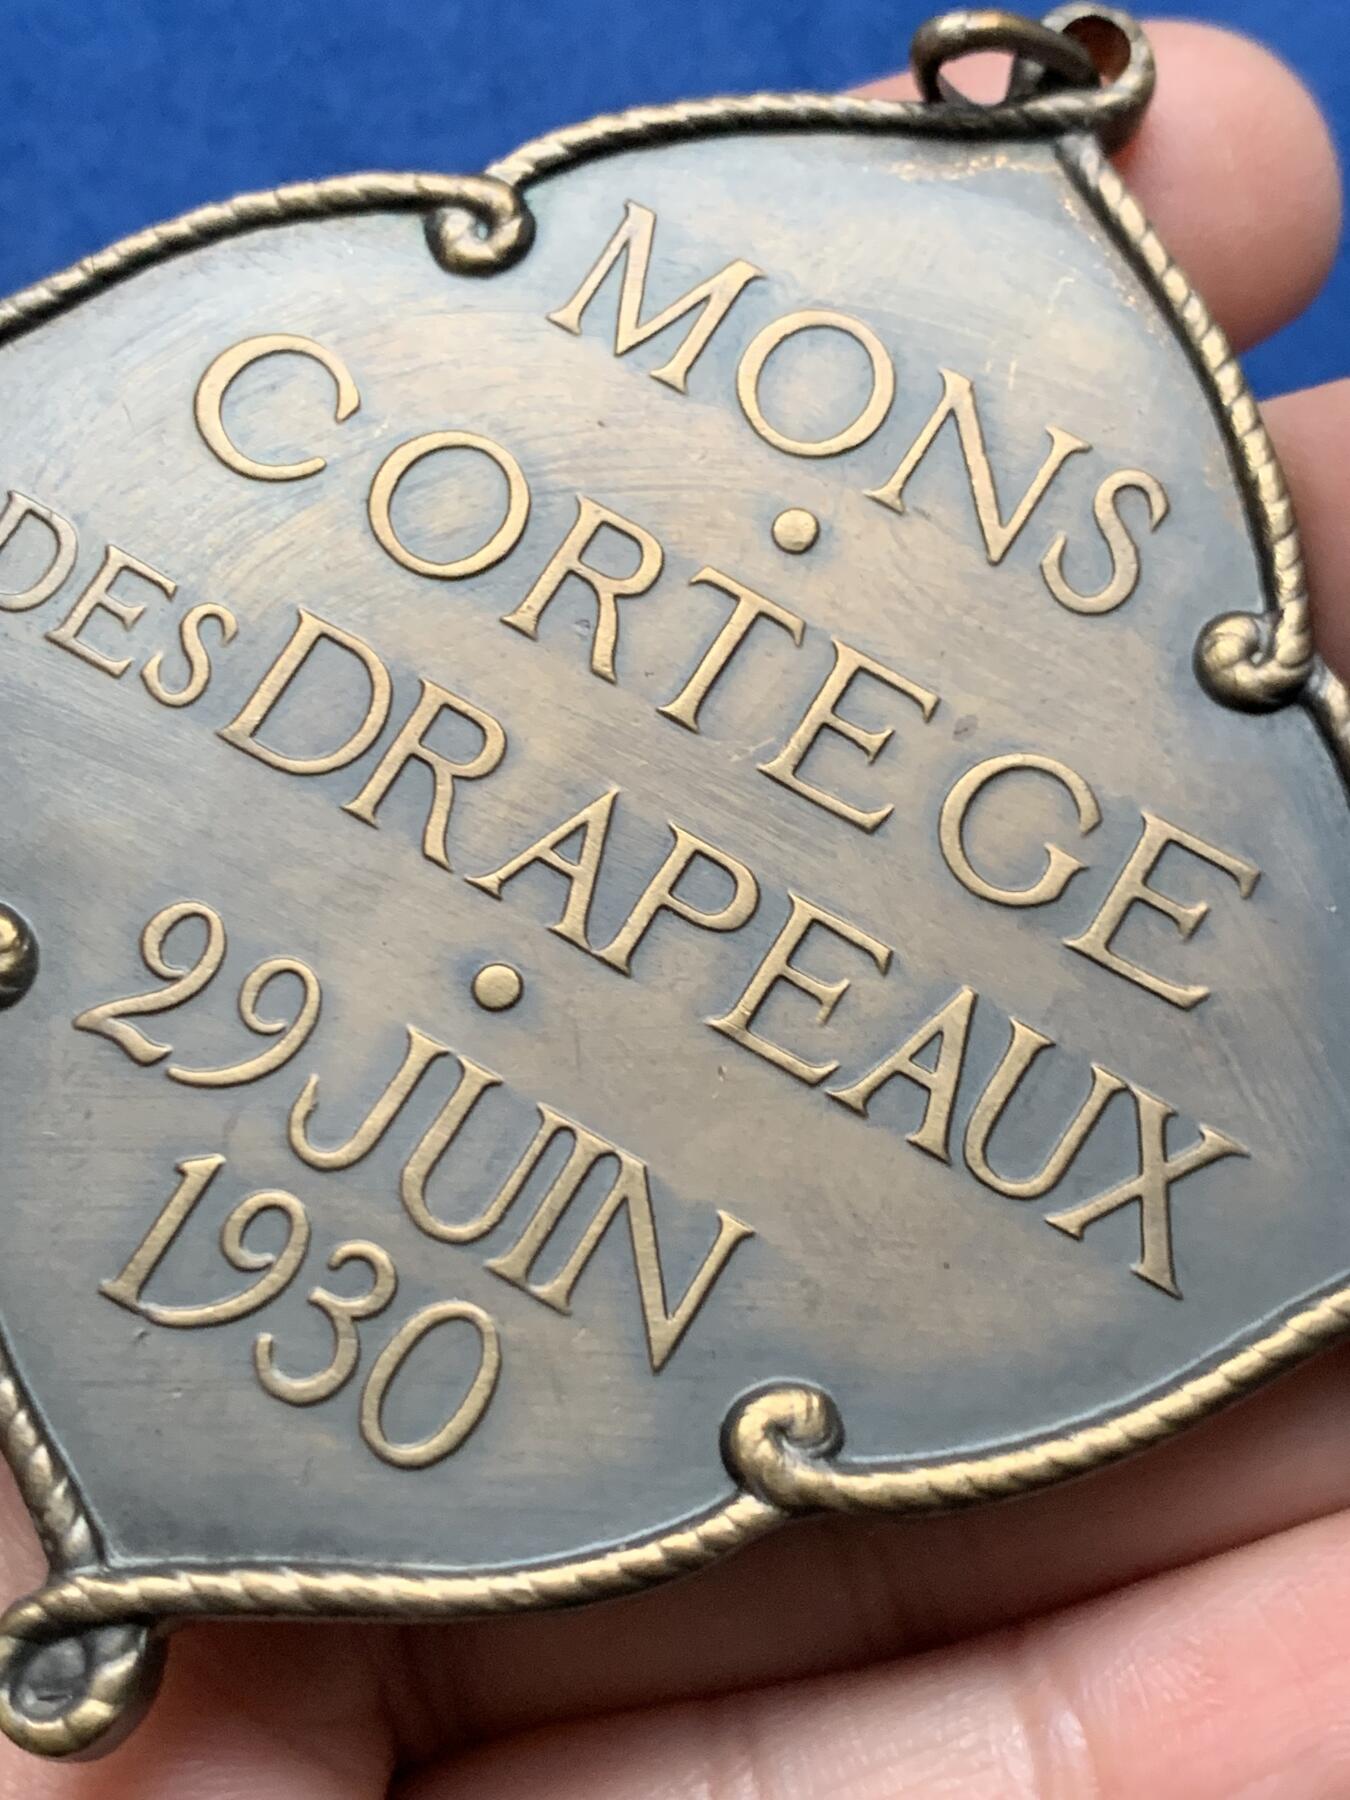 MONS
•
CORTEGE
DES DRAPEAUX
•
29 JUIN
1930